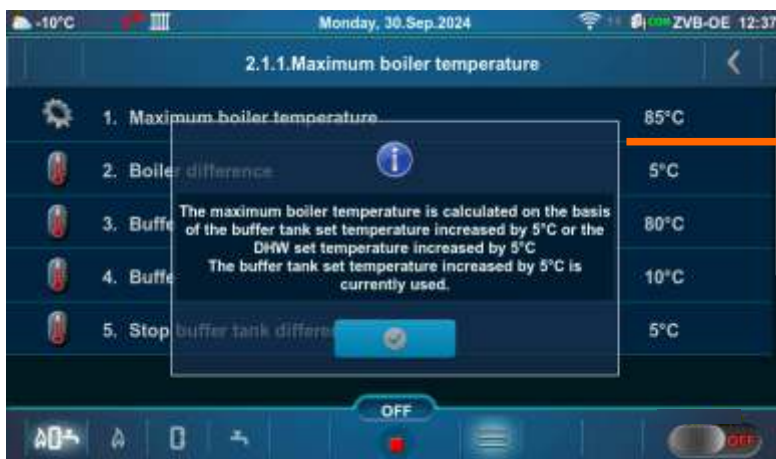 -10°C
Monday, 30.Sep.2024
ZVB-OE 12:37
2.1.1.Maximum boiler temperature
1. Maximum boiler temperature 85°C
2. Boiler difference 5°C
The maximum boiler temperature is calculated on the basis
3. Buffe 80°C
of the buffer tank set temperature increased by 5°C or the
DHW set temperature increased by 5°C
The buffer tank set temperature increased by 5°C is
4. Buffe 10°C
currently used.
5. Stop buffer tank differe 5°C
OFF
OFF